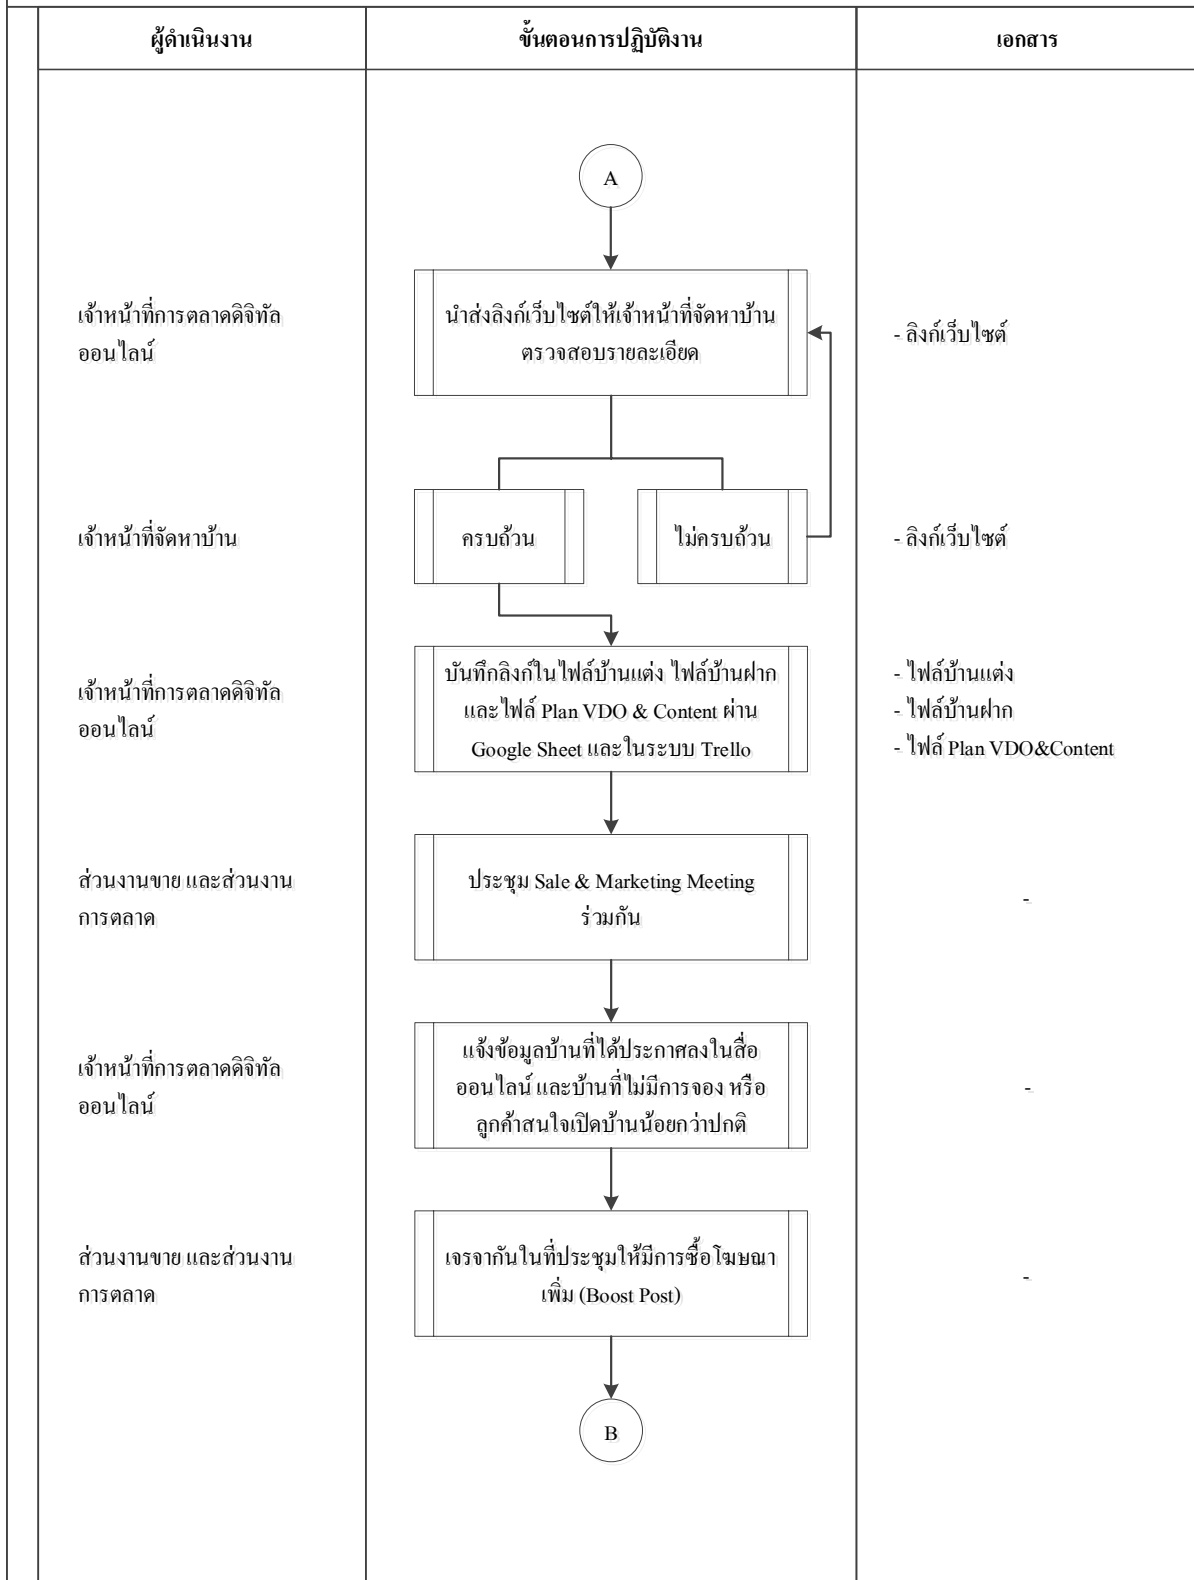 ผู้ดำเนินงาน
ขั้นตอนการปฏิบัติงาน
เอกสาร
A
เจ้าหน้าที่การตลาดดิจิทัล
ออนไลน์
นำส่งลิงก์เว็บไซต์ให้เจ้าหน้าที่จัดหาบ้าน
ตรวจสอบรายละเอียด
- ลิงก์เว็บไซต์
เจ้าหน้าที่จัดหาบ้าน
ครบถ้วน
ไม่ครบถ้วน
- ลิงก์เว็บไซต์
เจ้าหน้าที่การตลาดดิจิทัล
ออนไลน์
บันทึกลิงก์ในไฟล์บ้านแต่ง ไฟล์บ้านฝาก
และไฟล์ Plan VDO & Content ผ่าน
Google Sheet และในระบบ Trello
- ไฟล์บ้านแต่ง
- ไฟล์บ้านฝาก
- ไฟล์ Plan VDO&Content
ส่วนงานขาย และส่วนงาน
การตลาด
ประชุม Sale & Marketing Meeting
ร่วมกัน
-
เจ้าหน้าที่การตลาดดิจิทัล
ออนไลน์
แจ้งข้อมูลบ้านที่ได้ประกาศลงในสื่อ
ออนไลน์ และบ้านที่ไม่มีการจอง หรือ
ลูกค้าสนใจเปิดบ้านน้อยกว่าปกติ
-
ส่วนงานขาย และส่วนงาน
การตลาด
เจรจากันในที่ประชุมให้มีการซื้อโฆษณา
เพิ่ม (Boost Post)
-
B